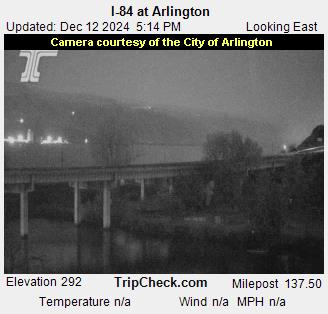 I-84 at Arlington
Updated: Dec 12 2024 5:14 PM Looking East
Camera courtesy of the City of Arlington
Elevation 292 TripCheck.com Milepost 137.50
Temperature n/a Wind n/a MPH n/a